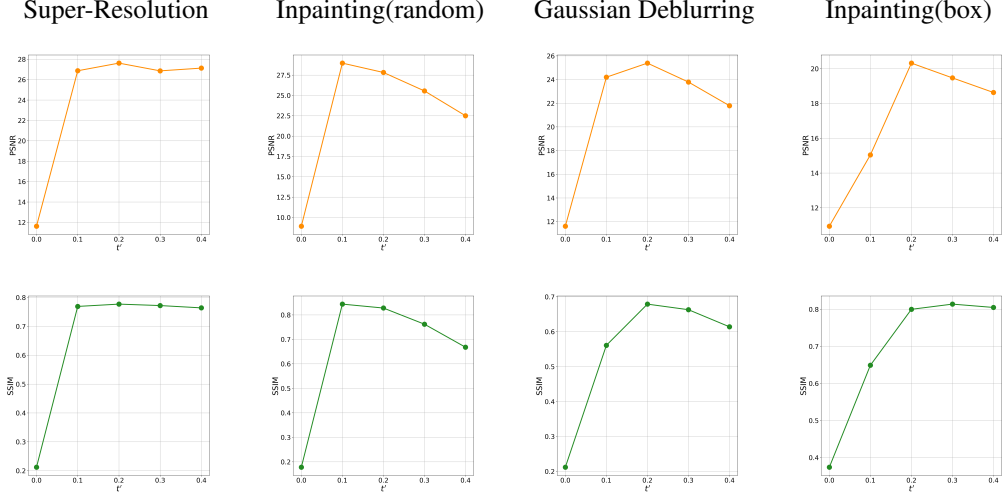 Super-Resolution Inpainting(random) Gaussian Deblurring Inpainting(box)
28
26
24
22
20
18
16
14
12
PSNR
0.0 0.1 0.2 0.3 0.4
t'
27.5
25.0
22.5
20.0
17.5
15.0
12.5
10.0
PSNR
0.0 0.1 0.2 0.3 0.4
t'
26
24
22
20
18
16
14
12
PSNR
0.0 0.1 0.2 0.3 0.4
t'
20
18
16
14
12
PSNR
0.0 0.1 0.2 0.3 0.4
t'
0.8
0.7
0.6
0.5
0.4
0.3
0.2
SSIM
0.0 0.1 0.2 0.3 0.4
t'
0.8
0.7
0.6
0.5
0.4
0.3
0.2
SSIM
0.0 0.1 0.2 0.3 0.4
t'
0.7
0.6
0.5
0.4
0.3
0.2
SSIM
0.0 0.1 0.2 0.3 0.4
t'
0.8
0.7
0.6
0.5
0.4
SSIM
0.0 0.1 0.2 0.3 0.4
t'